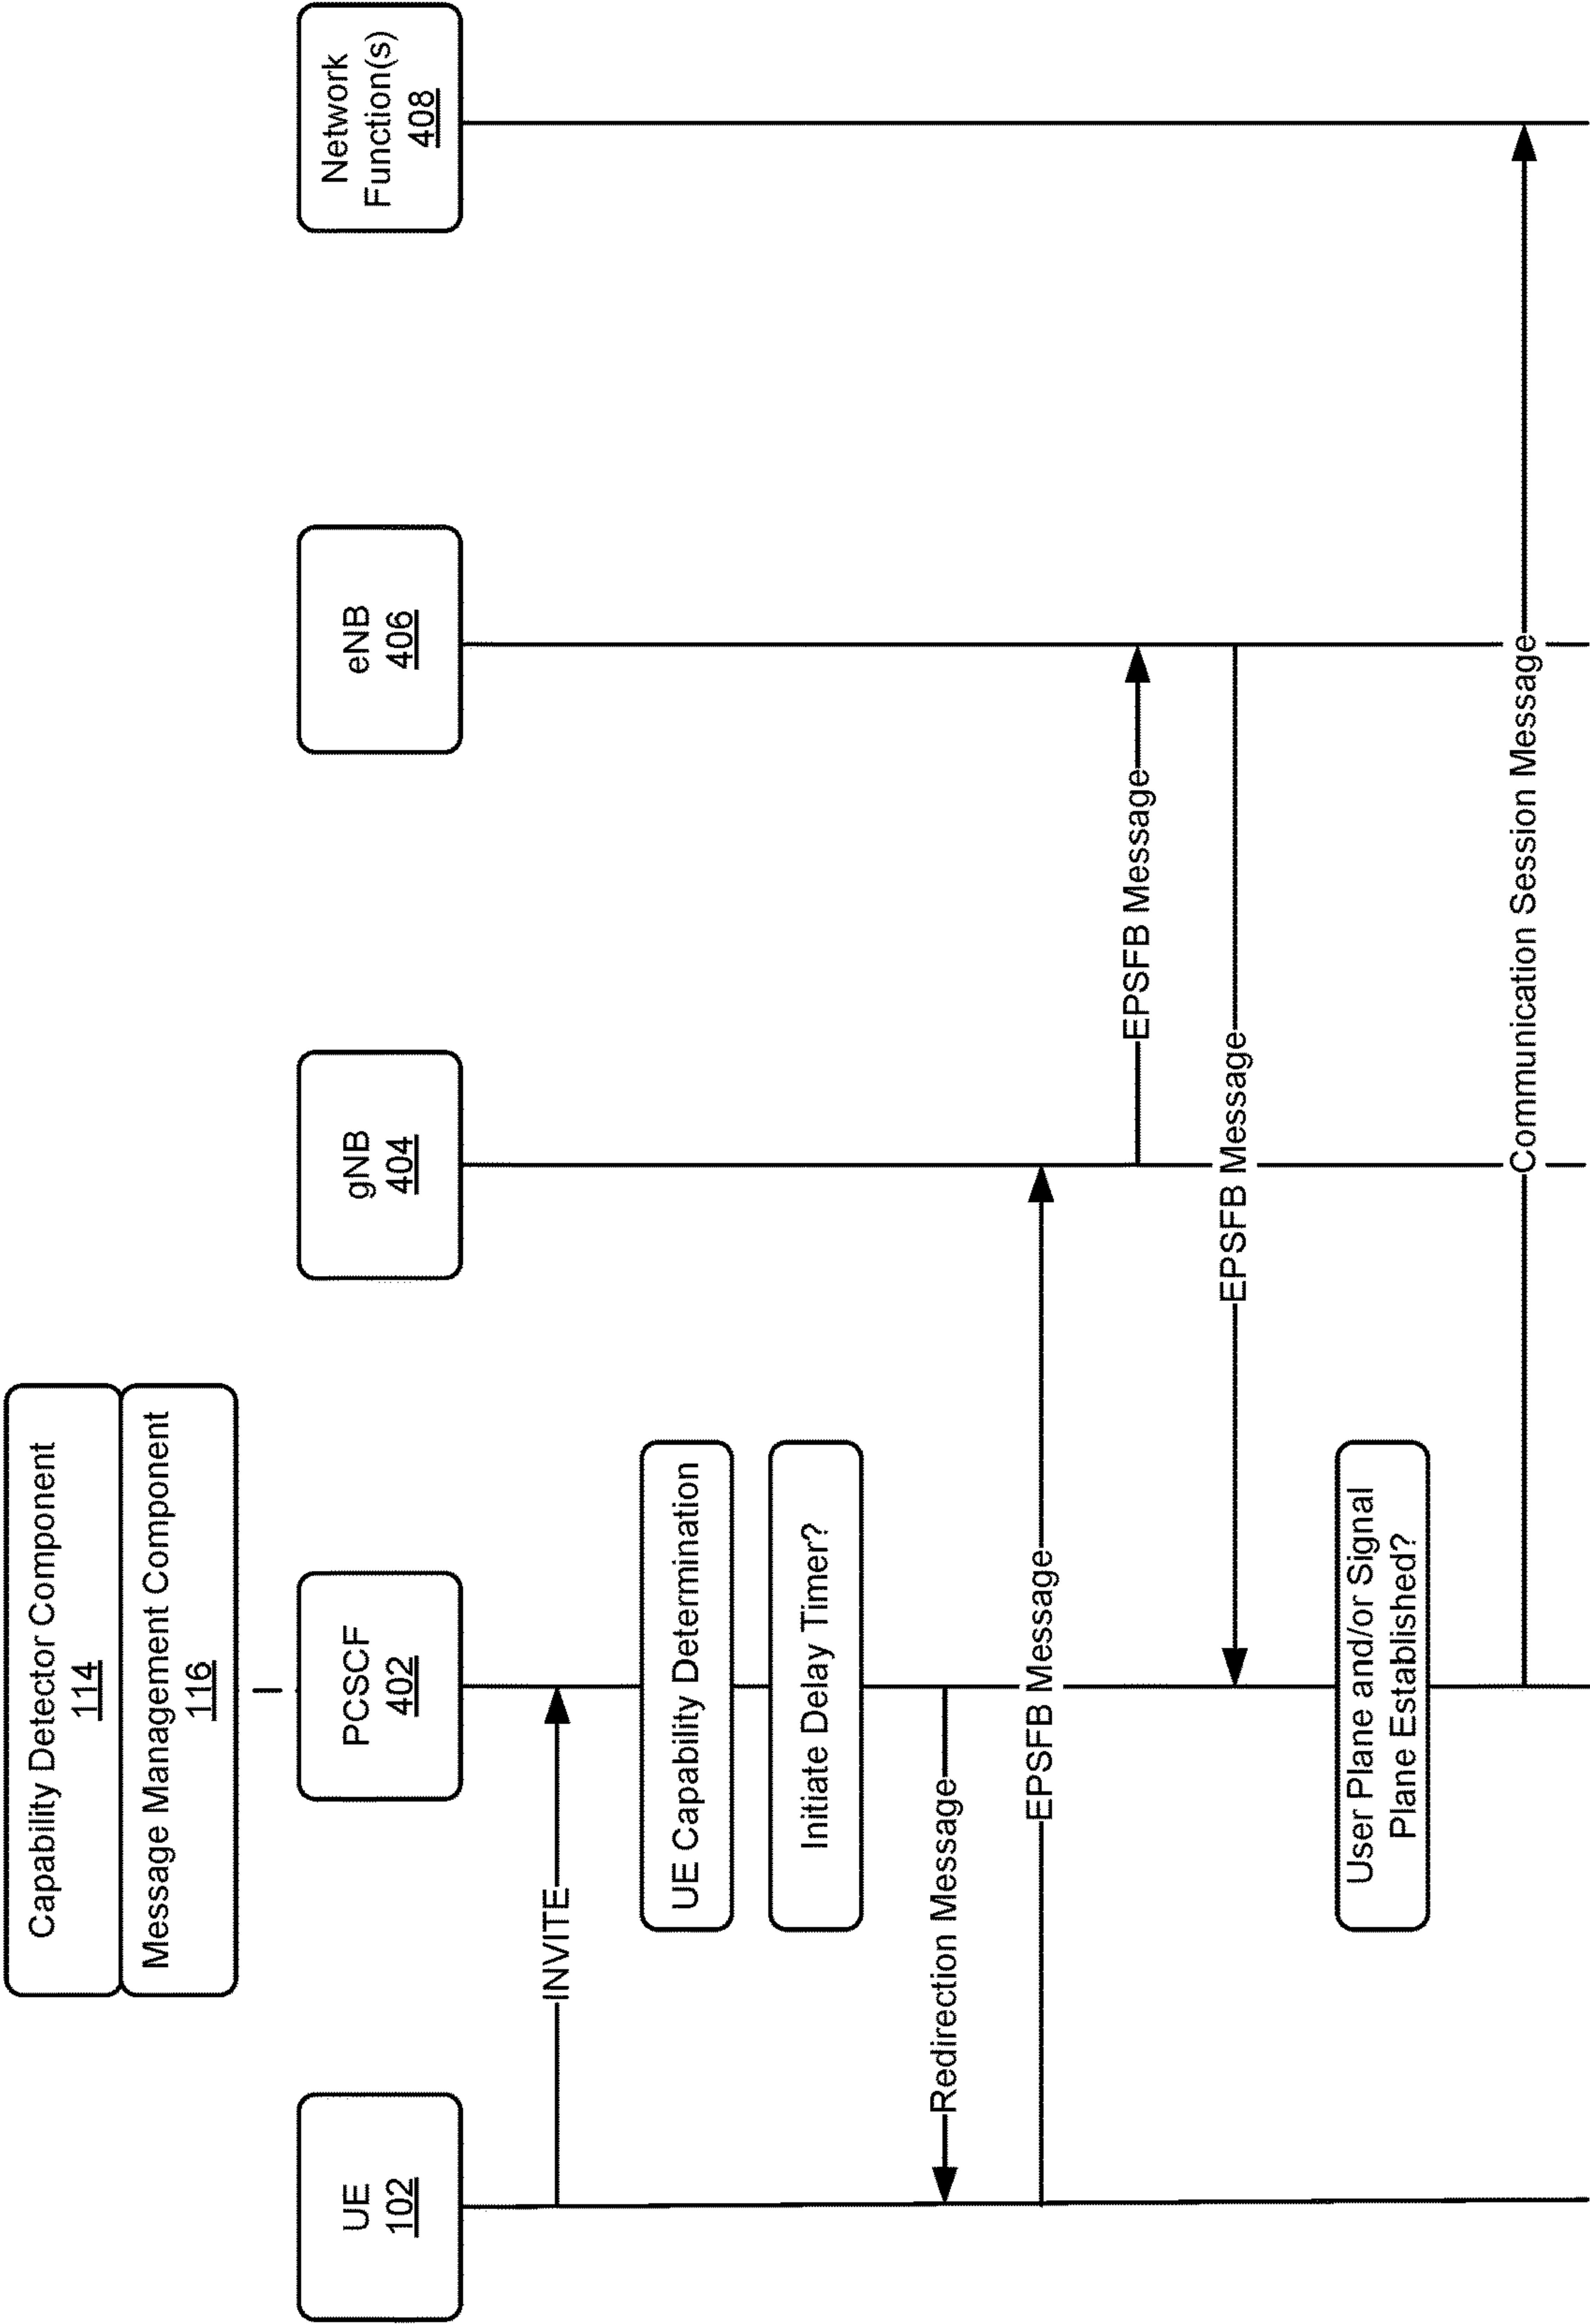 Capability Detector Component
114
Message Management Component
116
UE
102
PCSCF
402
gNB
404
eNB
406
Network
Function(s)
408
INVITE
UE Capability Determination
Initiate Delay Timer?
Redirection Message
EPSFB Message
EPSFB Message
EPSFB Message
User Plane and/or Signal
Plane Established?
Communication Session Message